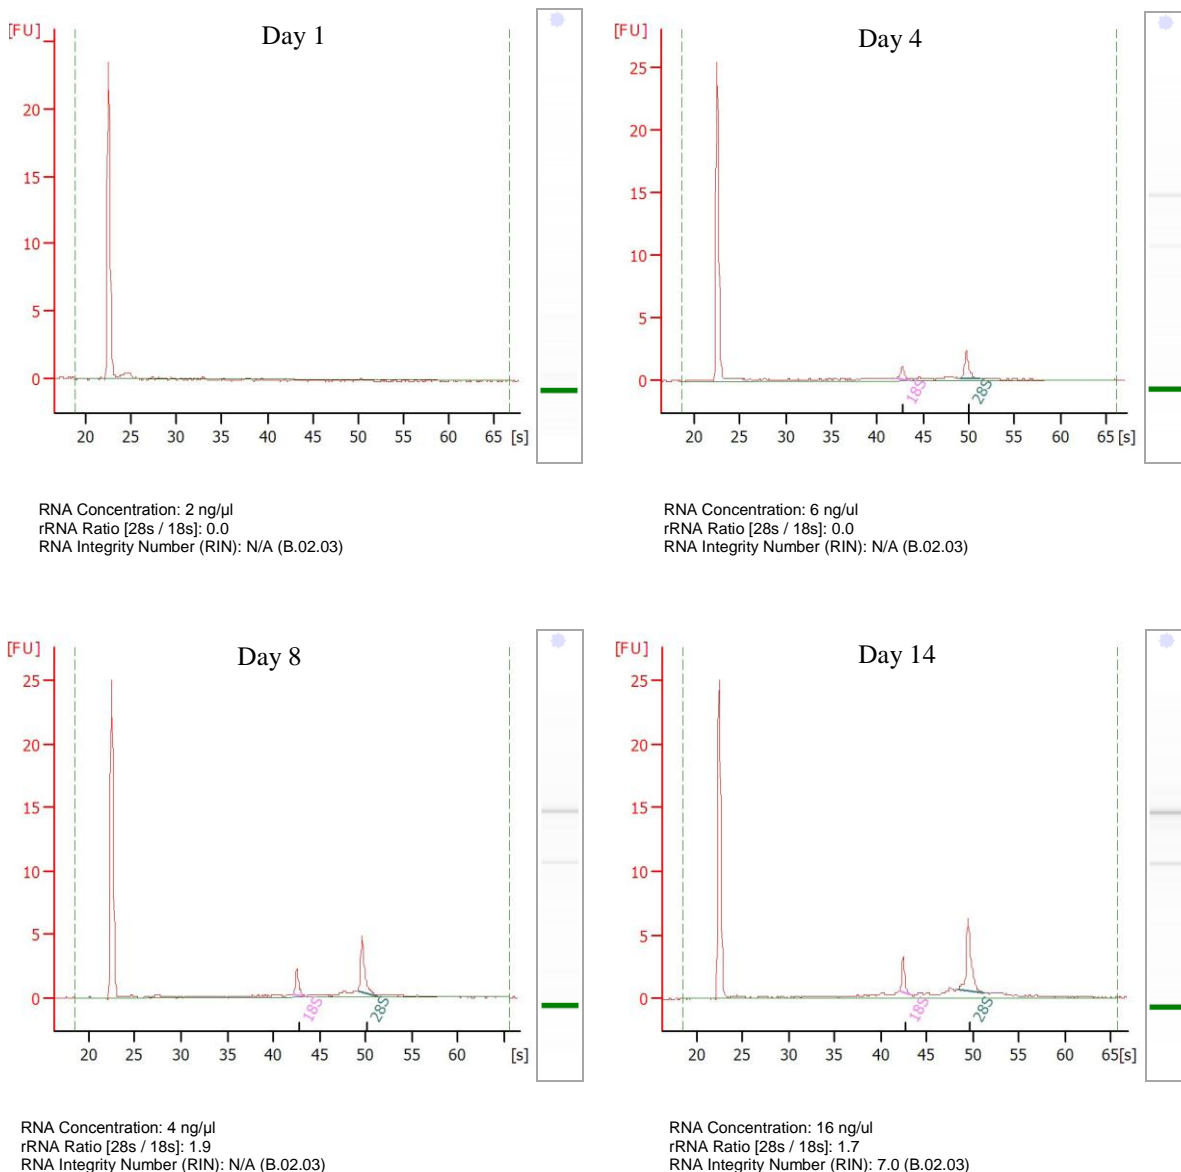 [FU]
Day 1
20
15
10
5
0
20 25 30 35 40 45 50 55 60 65 [s]
RNA Concentration: 2 ng/µl
rRNA Ratio [28s / 18s]: 0.0
RNA Integrity Number (RIN): N/A (B.02.03)
[FU]
Day 4
25
20
15
10
5
0
18S 28S
20 25 30 35 40 45 50 55 60 65 [s]
RNA Concentration: 6 ng/ul
rRNA Ratio [28s / 18s]: 0.0
RNA Integrity Number (RIN): N/A (B.02.03)
[FU]
Day 8
25
20
15
10
5
0
18S 28S
20 25 30 35 40 45 50 55 60 [s]
RNA Concentration: 4 ng/µl
rRNA Ratio [28s / 18s]: 1.9
RNA Integrity Number (RIN): N/A (B.02.03)
[FU]
Day 14
25
20
15
10
5
0
18S 28S
20 25 30 35 40 45 50 55 60 65 [s]
RNA Concentration: 16 ng/ul
rRNA Ratio [28s / 18s]: 1.7
RNA Integrity Number (RIN): 7.0 (B.02.03)